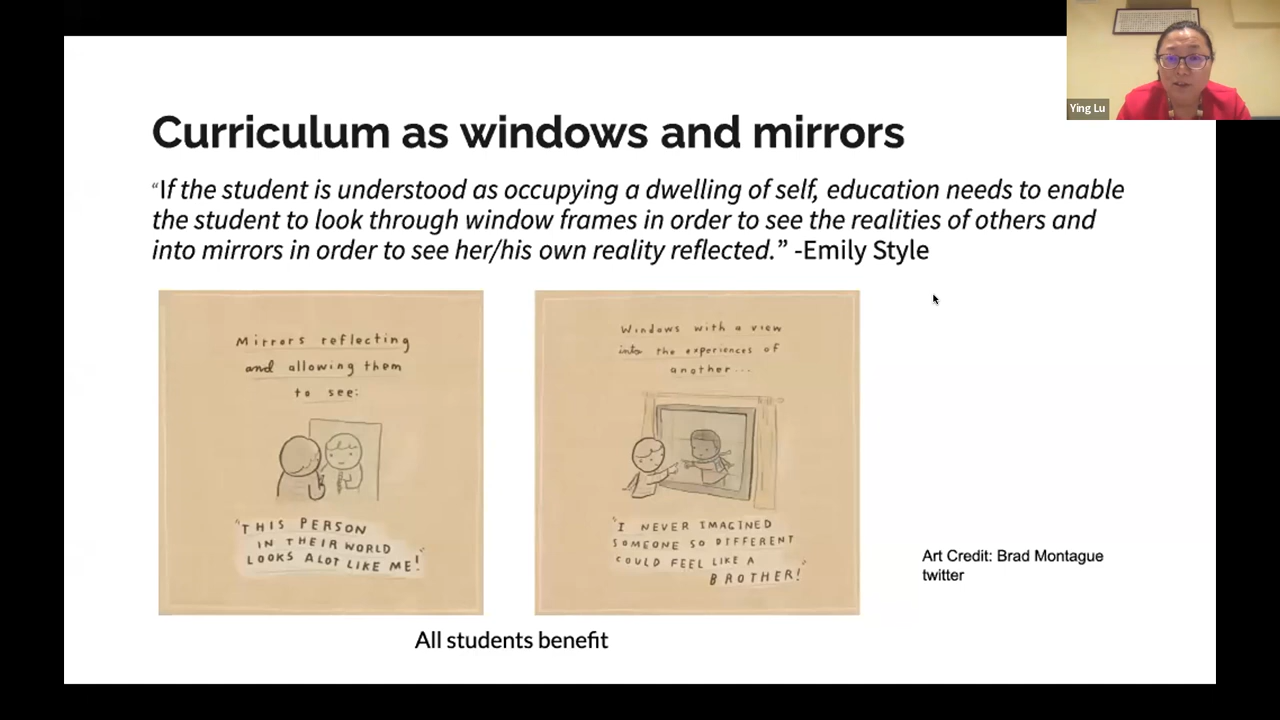 Ying Lu
Curriculum as windows and mirrors
“If the student is understood as occupying a dwelling of self, education needs to enable
the student to look through window frames in order to see the realities of others and
into mirrors in order to see her/his own reality reflected.” -Emily Style
Mirrors reflecting
and allowing them
to see:
"THIS PERSON
IN THEIR WORLD
LOOKS ALOT LIKE ME!"
Windows with a view
into the experiences of
another...
"I NEVER IMAGINED
SOMEONE SO DIFFERENT
COULD FEEL LIKE A
BROTHER!"
Art Credit: Brad Montague
twitter
All students benefit